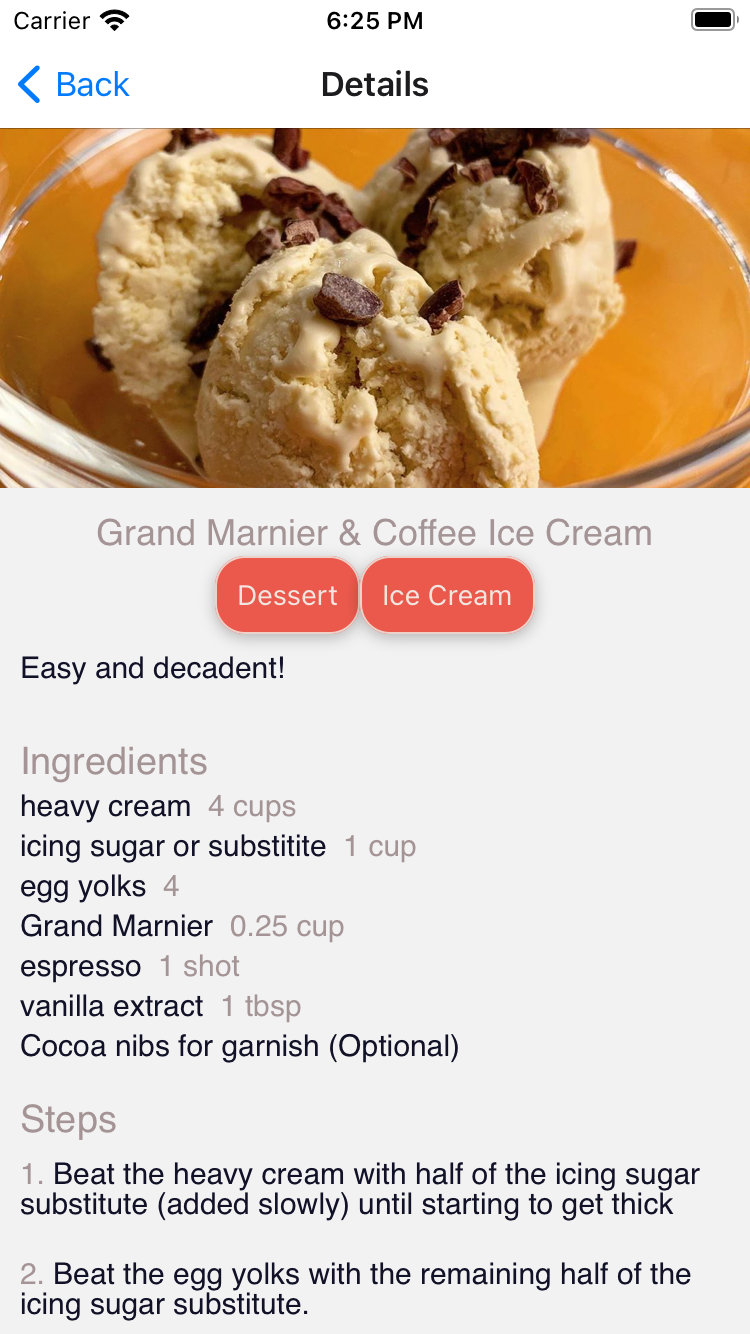 Carrier 6:25 PM
Back Details
Grand Marnier & Coffee Ice Cream
Dessert Ice Cream
Easy and decadent!
Ingredients
heavy cream 4 cups
icing sugar or substitite 1 cup
egg yolks 4
Grand Marnier 0.25 cup
espresso 1 shot
vanilla extract 1 tbsp
Cocoa nibs for garnish (Optional)
Steps
1. Beat the heavy cream with half of the icing sugar
substitute (added slowly) until starting to get thick
2. Beat the egg yolks with the remaining half of the
icing sugar substitute.